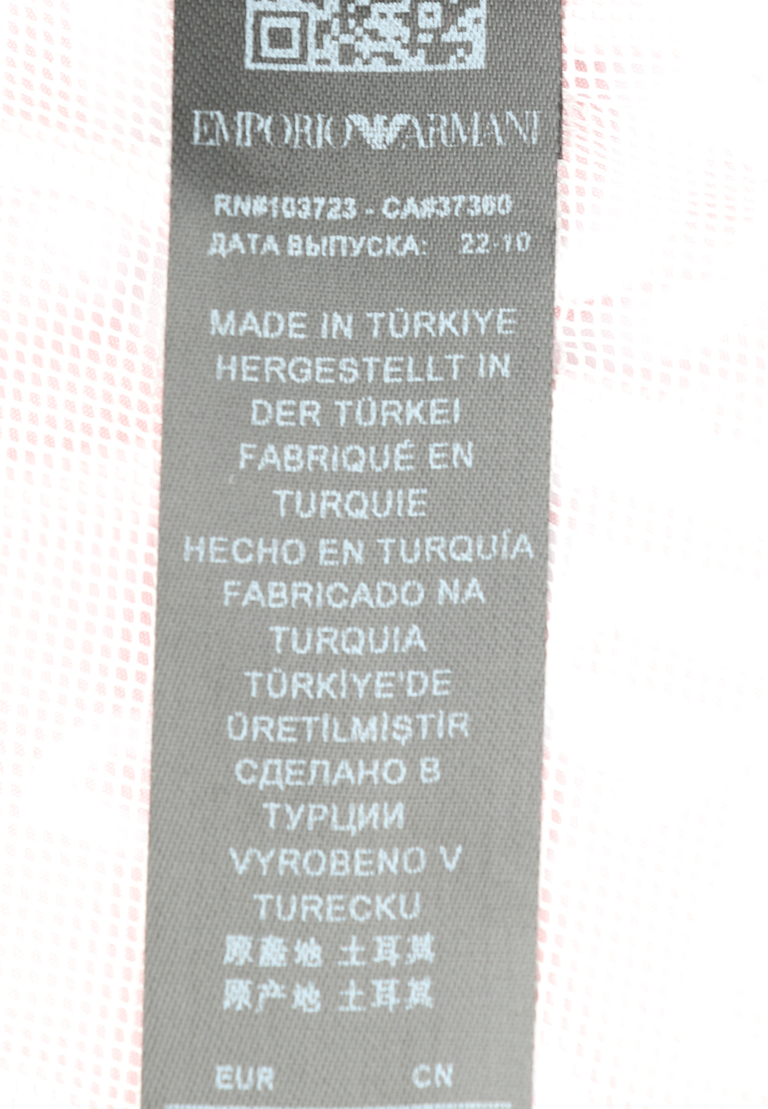 EMPORIO ARMANI
RN#103723 - CA#37360
ДАТА ВЫПУСКА: 22-10
MADE IN TÜRKİYE
HERGESTELLT IN
DER TÜRKEI
FABRIQUÉ EN
TURQUIE
HECHO EN TURQUÍA
FABRICADO NA
TURQUIA
TÜRKİYE'DE
ÜRETİLMİŞTİR
СДЕЛАНО В
ТУРЦИИ
VYROBENO V
TURECKU
原產地 土耳其
原产地 土耳其
EUR CN